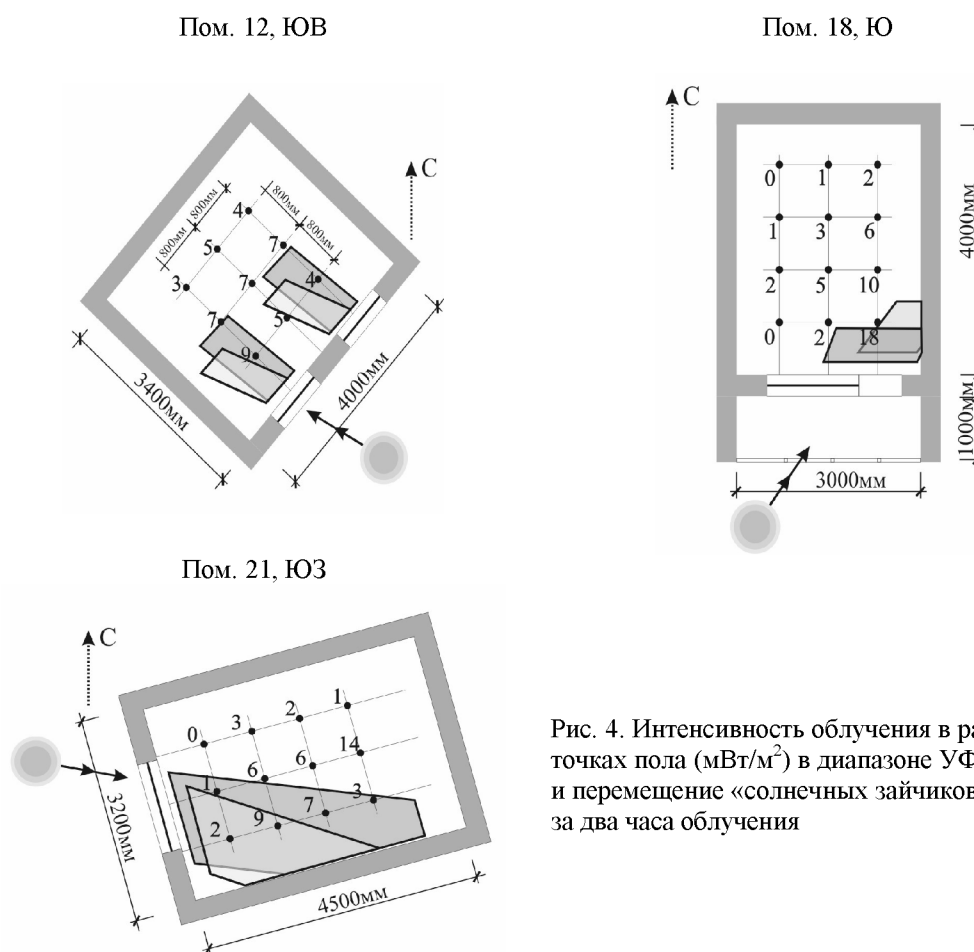 Пом. 12, ЮВ
Пом. 18, Ю
С
800мм
800мм
800мм
800мм
4
7
5
4
3
7
7
5
9
3400мм
4000мм
С
0 1 2
1 3 6
2 5 10
0 2 18
4000мм
1000мм
3000мм
Пом. 21, ЮЗ
С
0 3 2 1
1 6 6 14
2 9 7 3
3200мм
4500мм
Рис. 4. Интенсивность облучения в ра
точках пола (мВт/м²) в диапазоне УФ
и перемещение «солнечных зайчиков
за два часа облучения